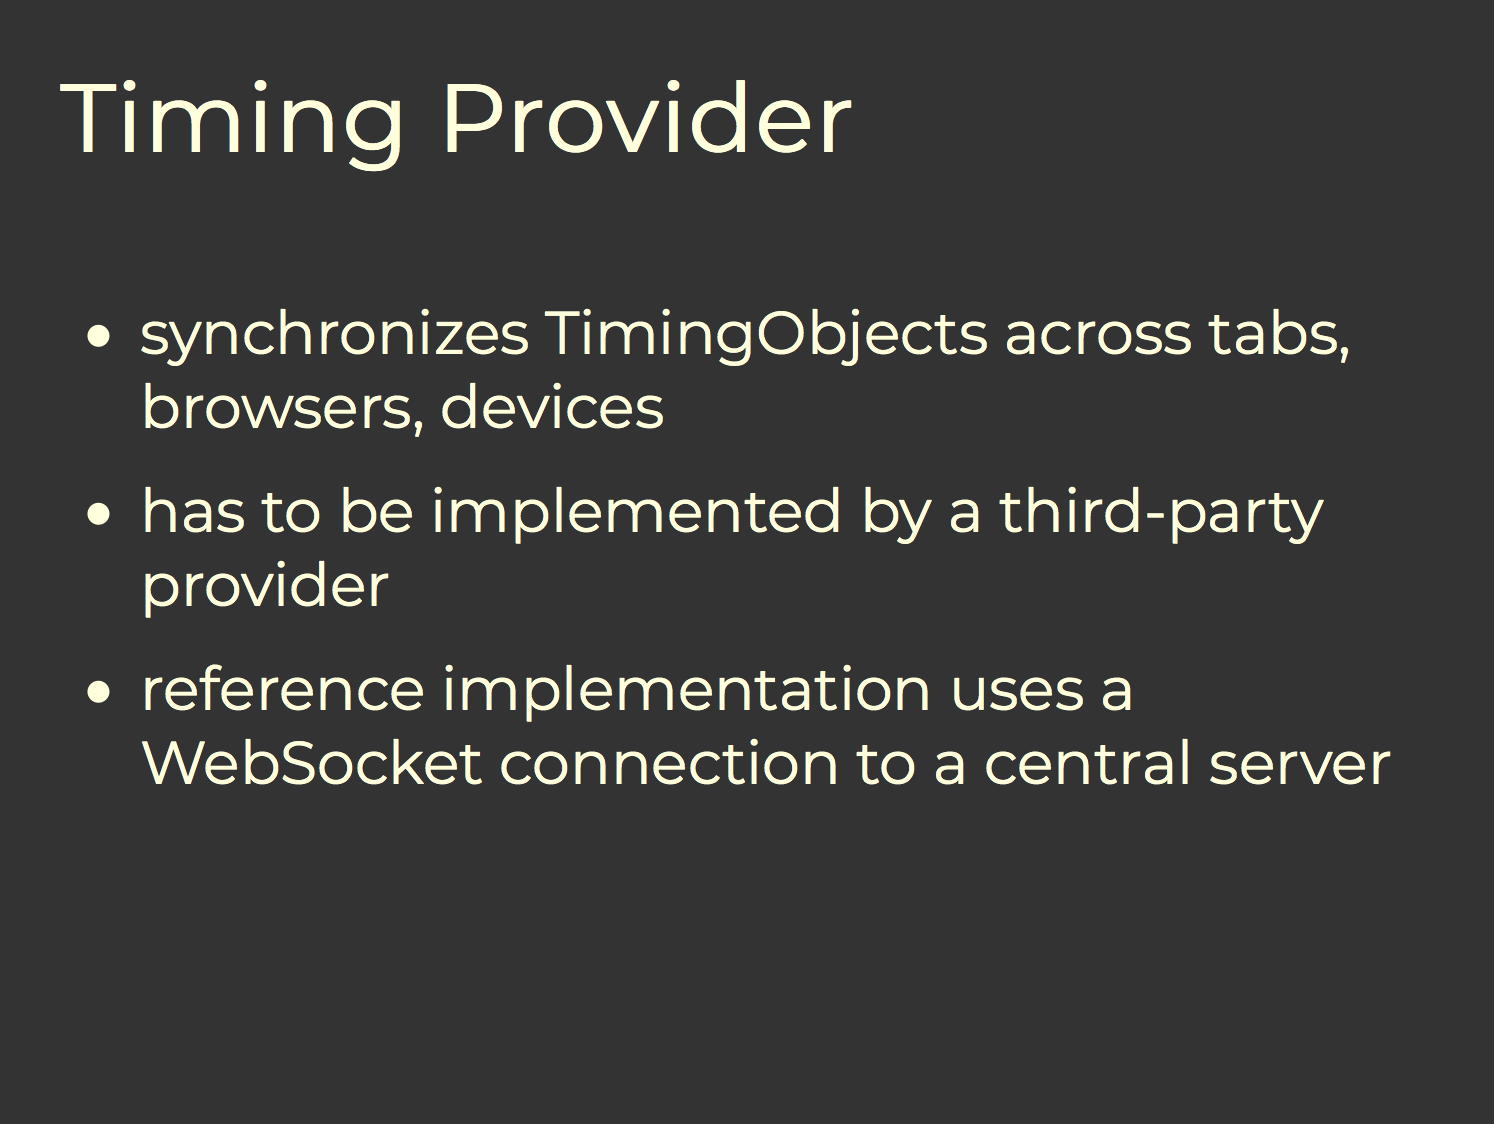 Timing Provider
• synchronizes TimingObjects across tabs,
browsers, devices
• has to be implemented by a third-party
provider
• reference implementation uses a
WebSocket connection to a central server